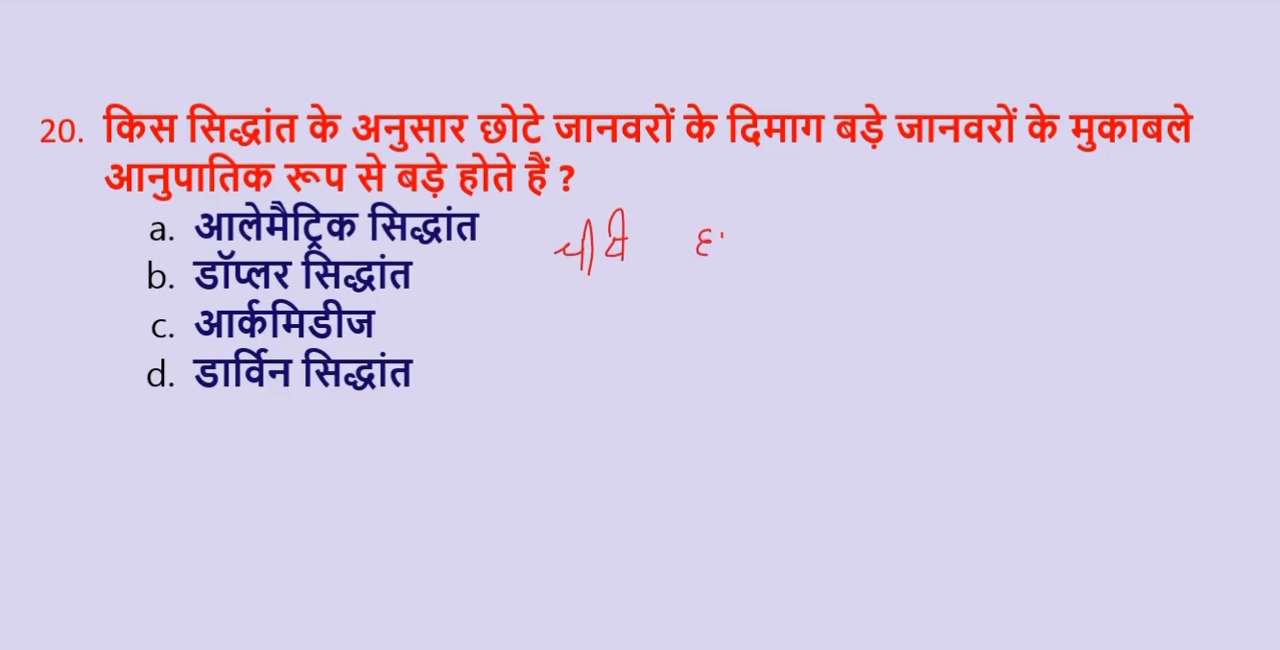 20. किस सिद्धांत के अनुसार छोटे जानवरों के दिमाग बड़े जानवरों के मुकाबले
आनुपातिक रूप से बड़े होते हैं ?
a. आलेमैट्रिक सिद्धांत
b. डॉप्लर सिद्धांत
c. आर्कमिडीज
d. डार्विन सिद्धांत